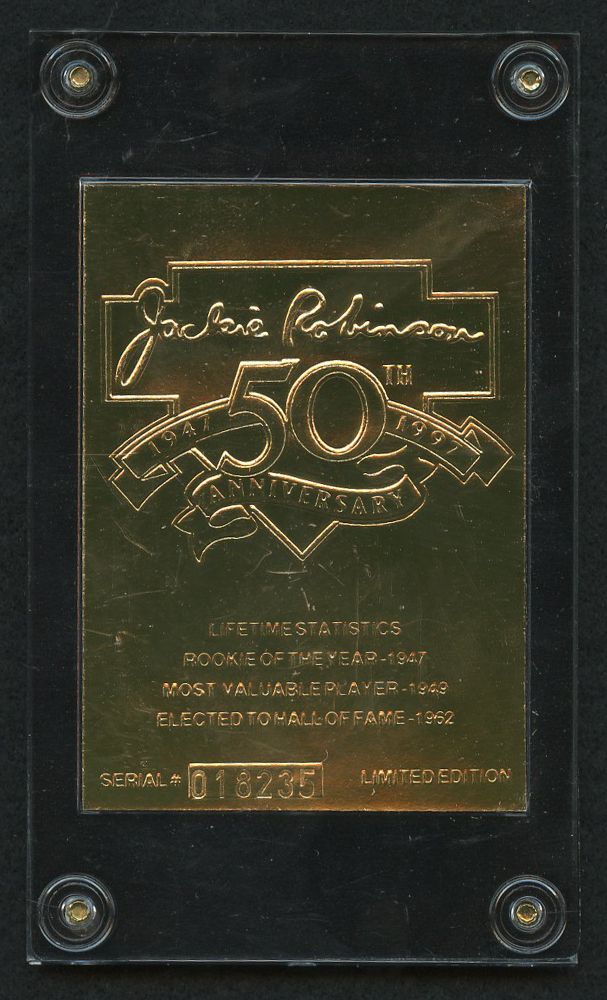 Jackie Robinson
50TH
1947 1997
ANNIVERSARY
LIFETIME STATISTICS
ROOKIE OF THE YEAR - 1947
MOST VALUABLE PLAYER - 1949
ELECTED TO HALL OF FAME - 1962
SERIAL # 018235 LIMITED EDITION